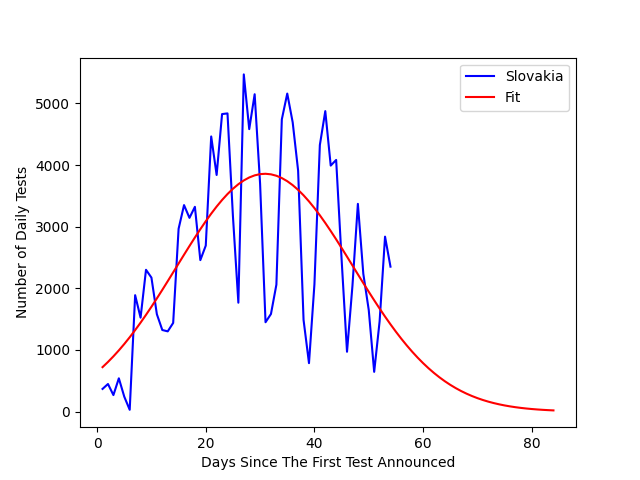 Slovakia
Fit
5000
4000
3000
2000
1000
0
Number of Daily Tests
0 20 40 60 80
Days Since The First Test Announced